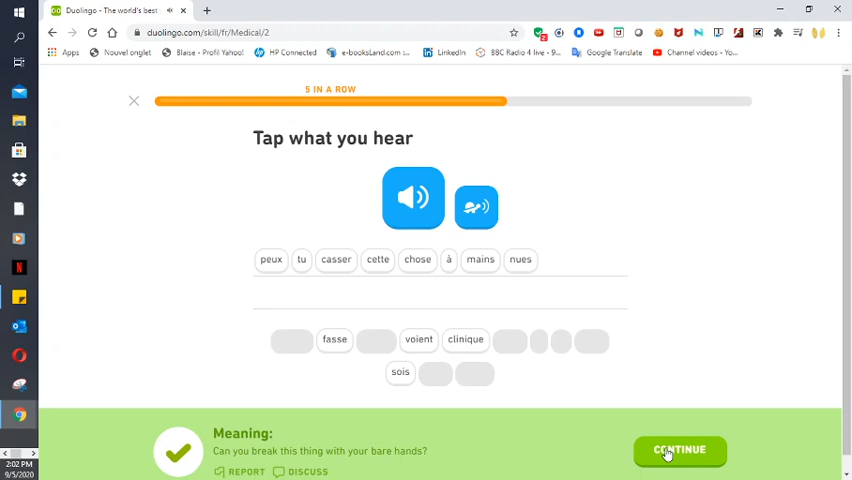 Duolingo - The world's best
duolingo.com/skill/fr/Medical/2
Apps Nouvel onglet Blaise - Profil Yahoo! HP Connected e-booksLand.com :... LinkedIn BBC Radio 4 live - 9... Google Translate Channel videos - Yo...
5 IN A ROW
Tap what you hear
peux tu casser cette chose à mains nues
fasse voient clinique
sois
Meaning:
Can you break this thing with your bare hands?
CONTINUE
REPORT DISCUSS
2:02 PM
9/5/2020